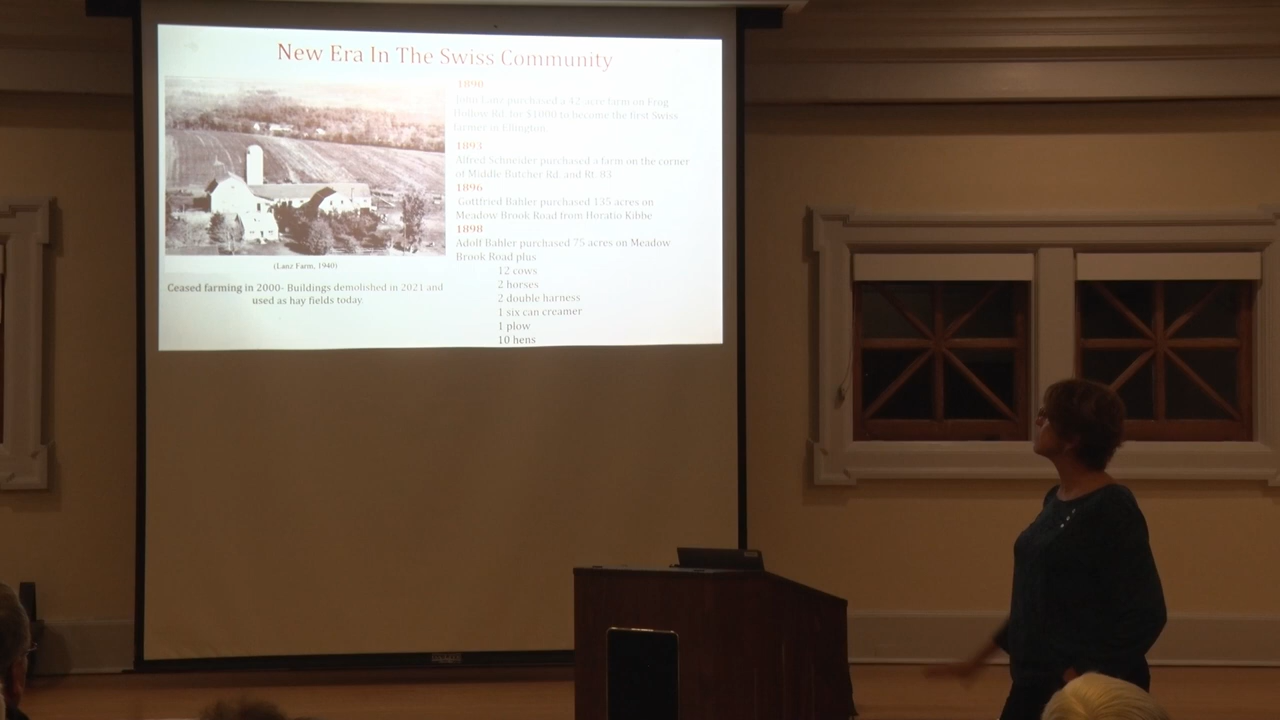 New Era In The Swiss Community
1890
John Lanz purchased a 42 acre farm on Frog
Hollow Rd. for $1000 to become the first Swiss
farmer in Ellington
1893
Alfred Schneider purchased a farm on the corner
of Middle Butcher Rd. and Rt. 83
1896
Gottfried Bahler purchased 135 acres on
Meadow Brook Road from Horatio Kibbe
1898
Adolf Bahler purchased 75 acres on Meadow
Brook Road plus
12 cows
2 horses
2 double harness
1 six can creamer
1 plow
10 hens
(Lanz Farm, 1940)
Ceased farming in 2000- Buildings demolished in 2021 and
used as hay fields today.